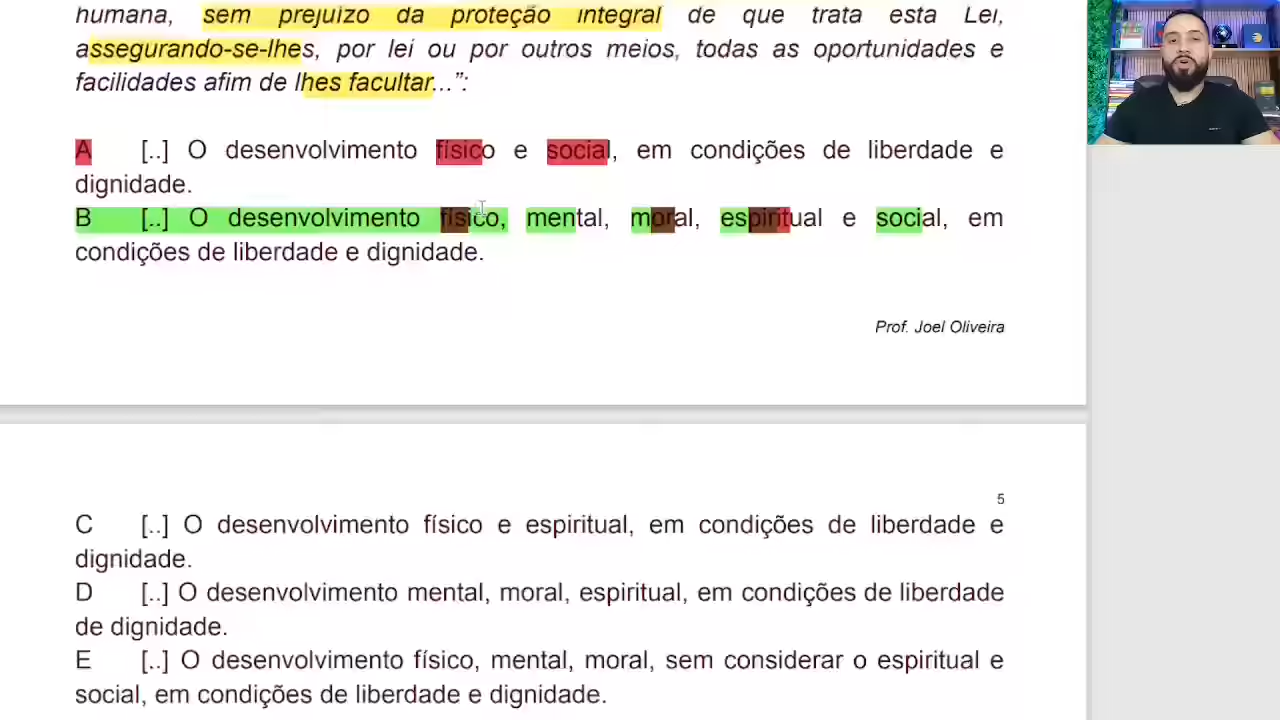 humana, sem prejuízo da proteção integral de que trata esta Lei,
assegurando-se-lhes, por lei ou por outros meios, todas as oportunidades e
facilidades afim de lhes facultar...”:
A [..] O desenvolvimento físico e social, em condições de liberdade e
dignidade.
B [..] O desenvolvimento físico, mental, moral, espiritual e social, em
condições de liberdade e dignidade.
Prof. Joel Oliveira
5
C [..] O desenvolvimento físico e espiritual, em condições de liberdade e
dignidade.
D [..] O desenvolvimento mental, moral, espiritual, em condições de liberdade
de dignidade.
E [..] O desenvolvimento físico, mental, moral, sem considerar o espiritual e
social, em condições de liberdade e dignidade.